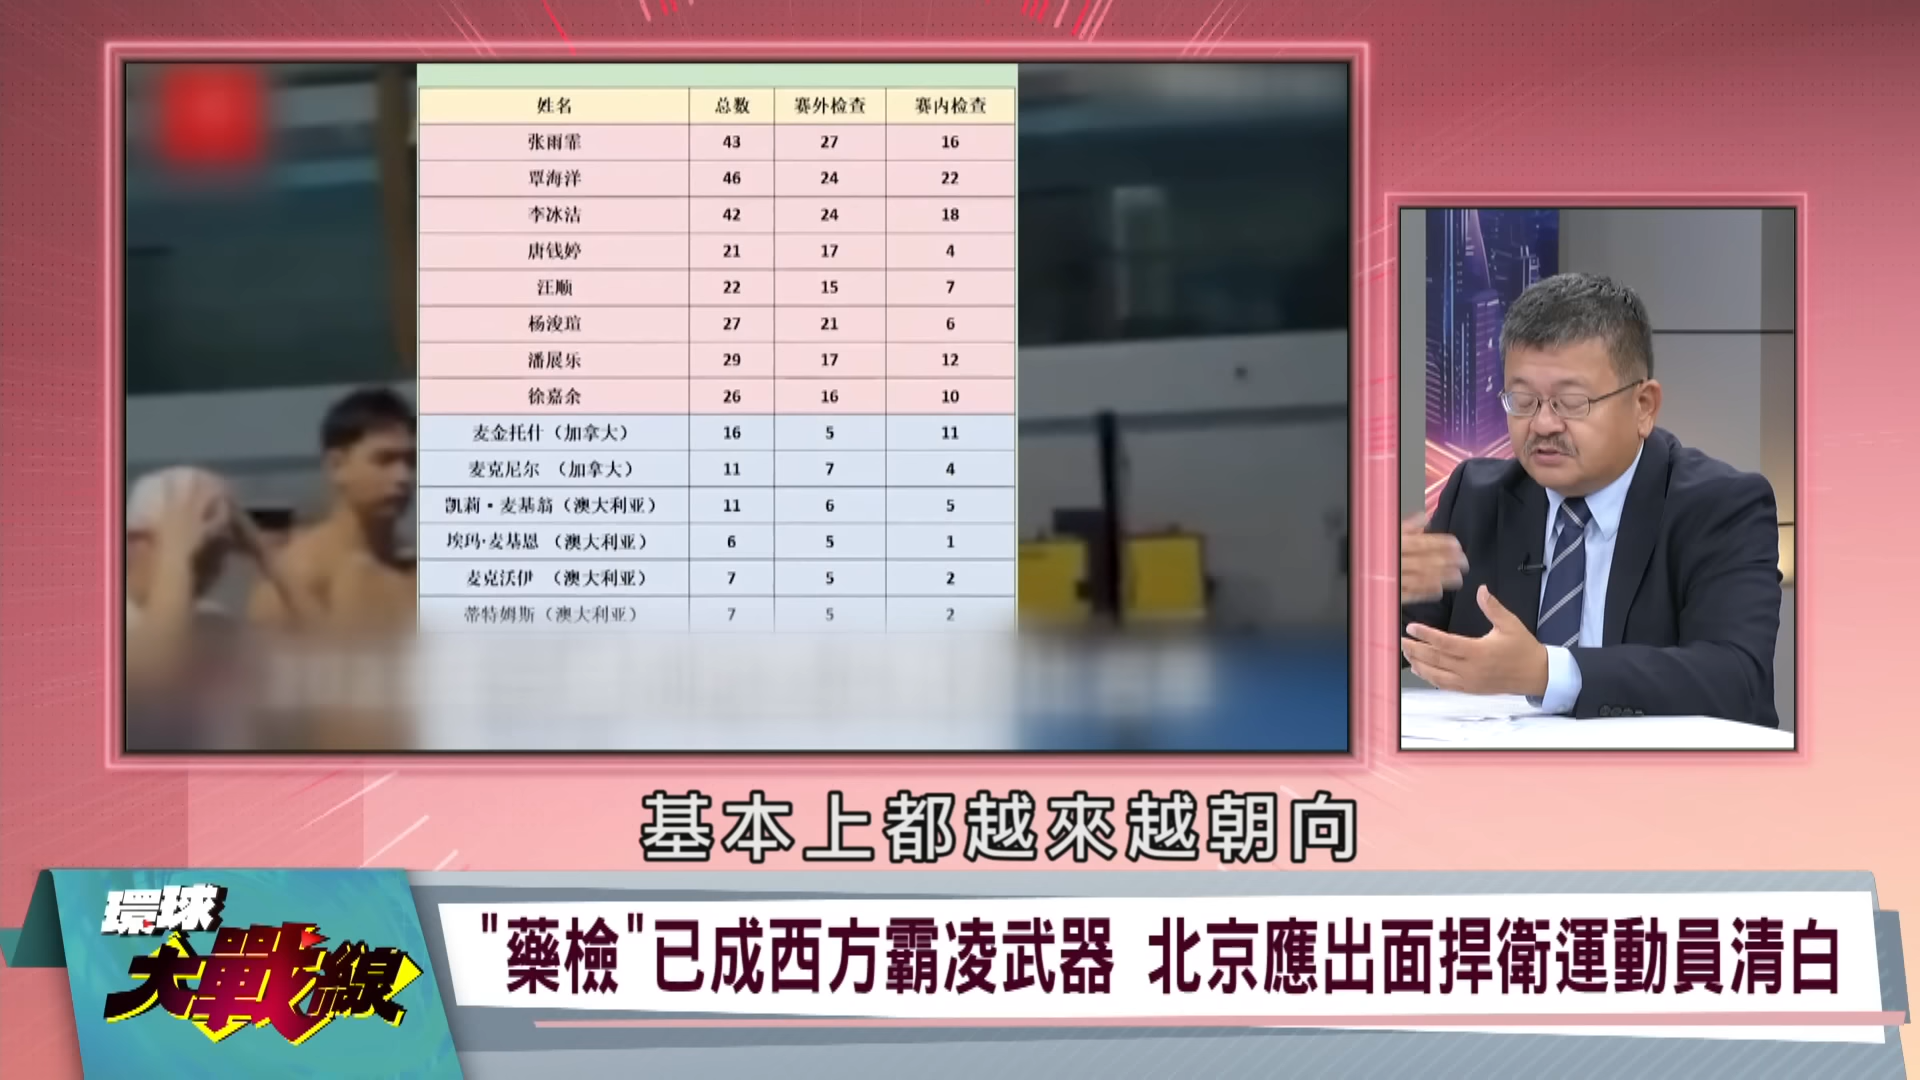 姓名 总数 赛外检查 赛内检查
张雨霏 43 27 16
覃海洋 46 24 22
李冰洁 42 24 18
唐钱婷 21 17 4
汪顺 22 15 7
杨浚瑄 27 21 6
潘展乐 29 17 12
徐嘉余 26 16 10
麦金托什（加拿大） 16 5 11
麦克尼尔 （加拿大） 11 7 4
凯莉·麦基翁（澳大利亚） 11 6 5
埃玛·麦基恩 （澳大利亚） 6 5 1
麦克沃伊 （澳大利亚） 7 5 2
蒂特姆斯（澳大利亚） 7 5 2
基本上都越來越朝向
環球
大戰線
"藥檢"已成西方霸凌武器 北京應出面捍衛運動員清白